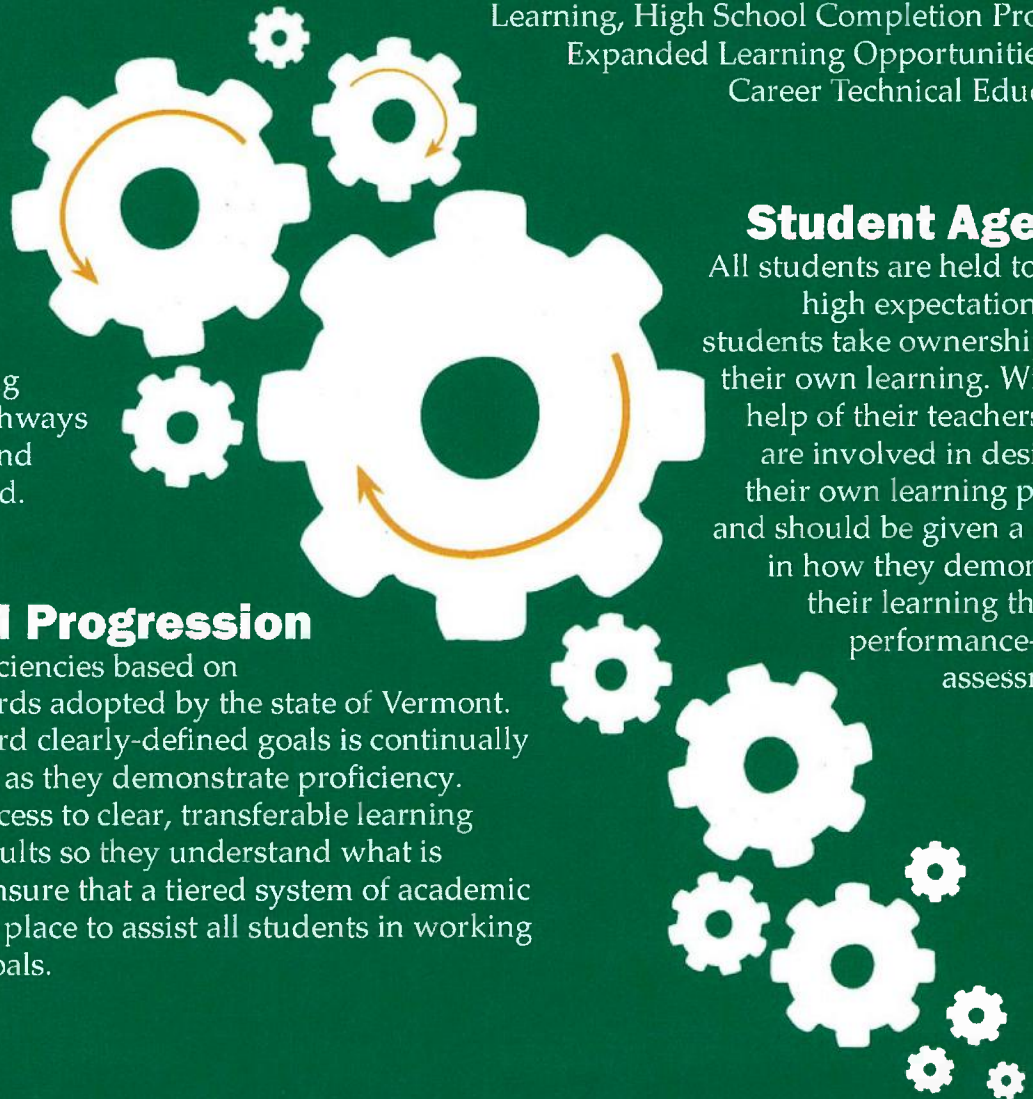 Learning, High School Completion Pro
Expanded Learning Opportunitie
Career Technical Edu
Student Age
All students are held to
high expectation
students take ownershi
their own learning. W
help of their teachers
are involved in desi
their own learning p
and should be given a
in how they demor
their learning th
performance-
assess
g
hways
nd
d.
l Progression
ciencies based on
rds adopted by the state of Vermont.
rd clearly-defined goals is continually
as they demonstrate proficiency.
cess to clear, transferable learning
ults so they understand what is
nsure that a tiered system of academic
place to assist all students in working
oals.